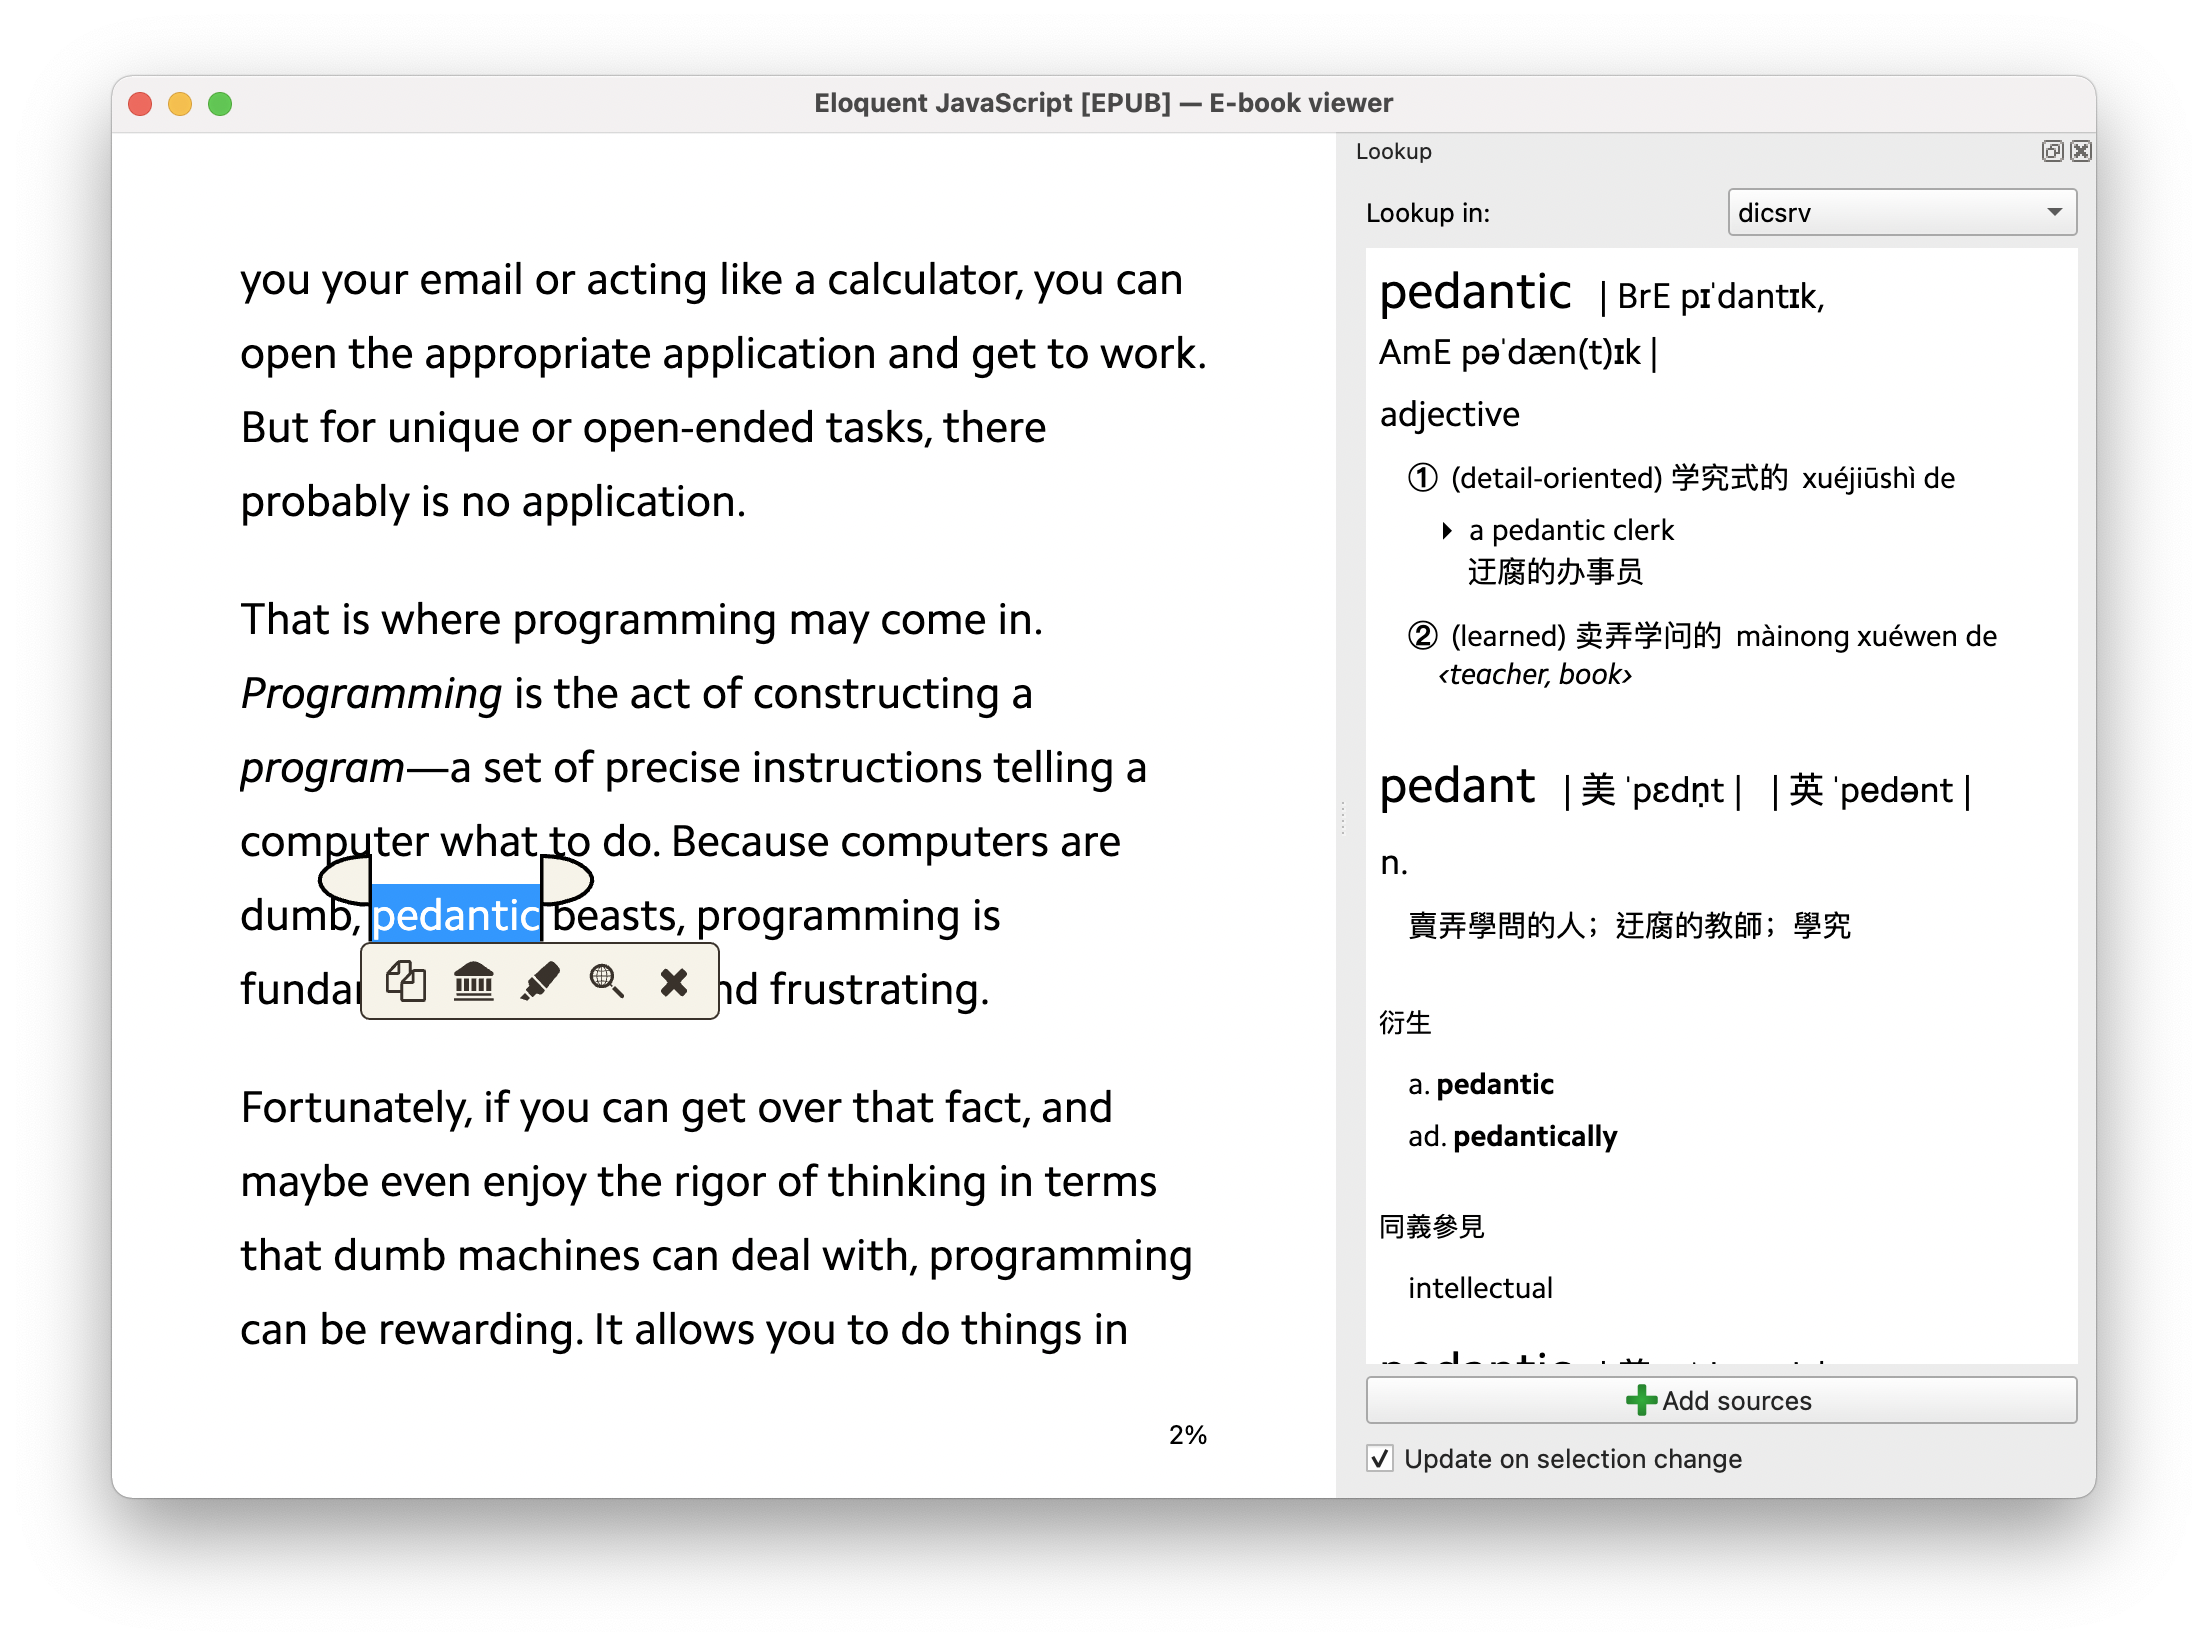 Eloquent JavaScript [EPUB] — E-book viewer
you your email or acting like a calculator, you can
open the appropriate application and get to work.
But for unique or open-ended tasks, there
probably is no application.
That is where programming may come in.
Programming is the act of constructing a
program—a set of precise instructions telling a
computer what to do. Because computers are
dumb, pedantic beasts, programming is
frustrating.
Fortunately, if you can get over that fact, and
maybe even enjoy the rigor of thinking in terms
that dumb machines can deal with, programming
can be rewarding. It allows you to do things in
2%
Lookup
Lookup in: dicsrv
pedantic | BrE pɪˈdantɪk,
AmE pəˈdæn(t)ɪk |
adjective
① (detail-oriented) 学究式的 xuéjiūshì de
a pedantic clerk
迂腐的办事员
② (learned) 卖弄学问的 màinong xuéwen de
‹teacher, book›
pedant | 美 ˈpɛdn̩t | | 英 ˈpedənt |
n.
賣弄學問的人；迂腐的教師；學究
衍生
a. pedantic
ad. pedantically
同義參見
intellectual
Add sources
Update on selection change